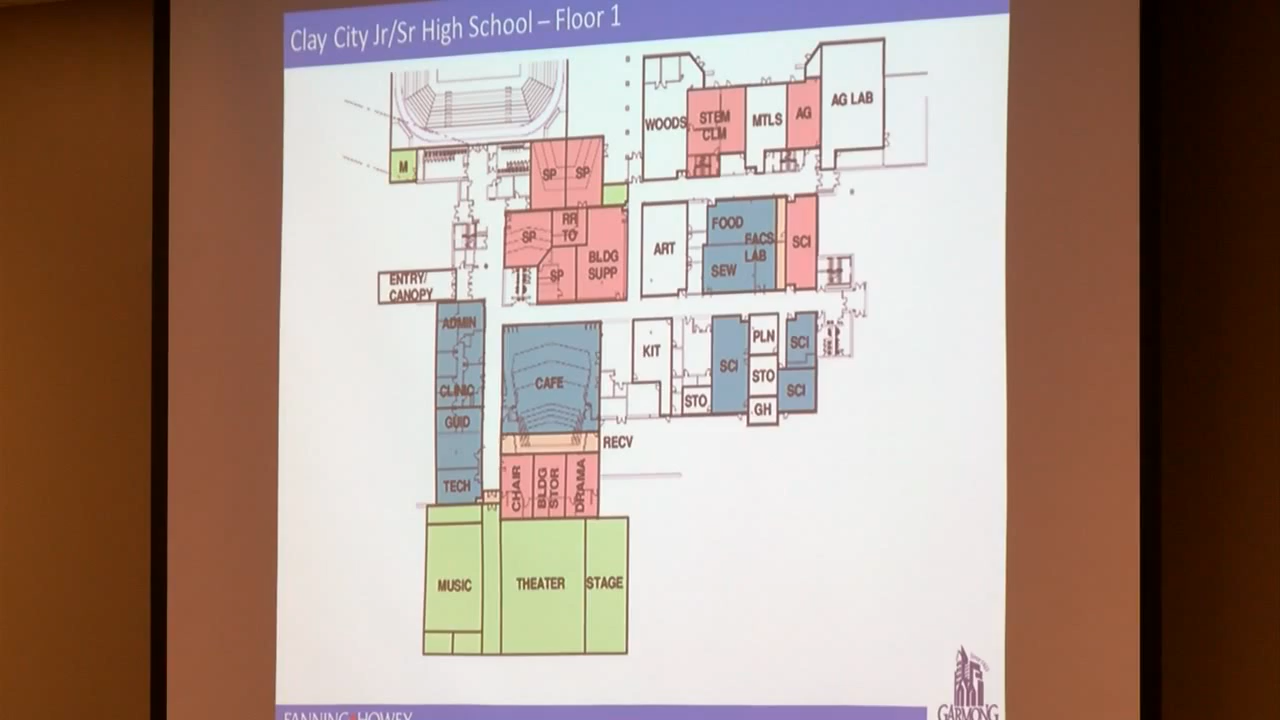 Clay City Jr/Sr High School – Floor 1
WOODS
STEM
CLM
MTLS
AG
AG LAB
M
SP
SP
SP
RR
TO
BLDG
SUPP
SP
ART
FOOD
FACS
LAB
SEW
SCI
ENTRY/
CANOPY
ADMIN
CLINIC
GUID
TECH
CAFE
KIT
STO
SCI
PLN
STO
GH
SCI
SCI
RECV
CHAIR
BLDG
STOR
DRAMA
MUSIC
THEATER
STAGE
FANNING HOWEY
GARMONG